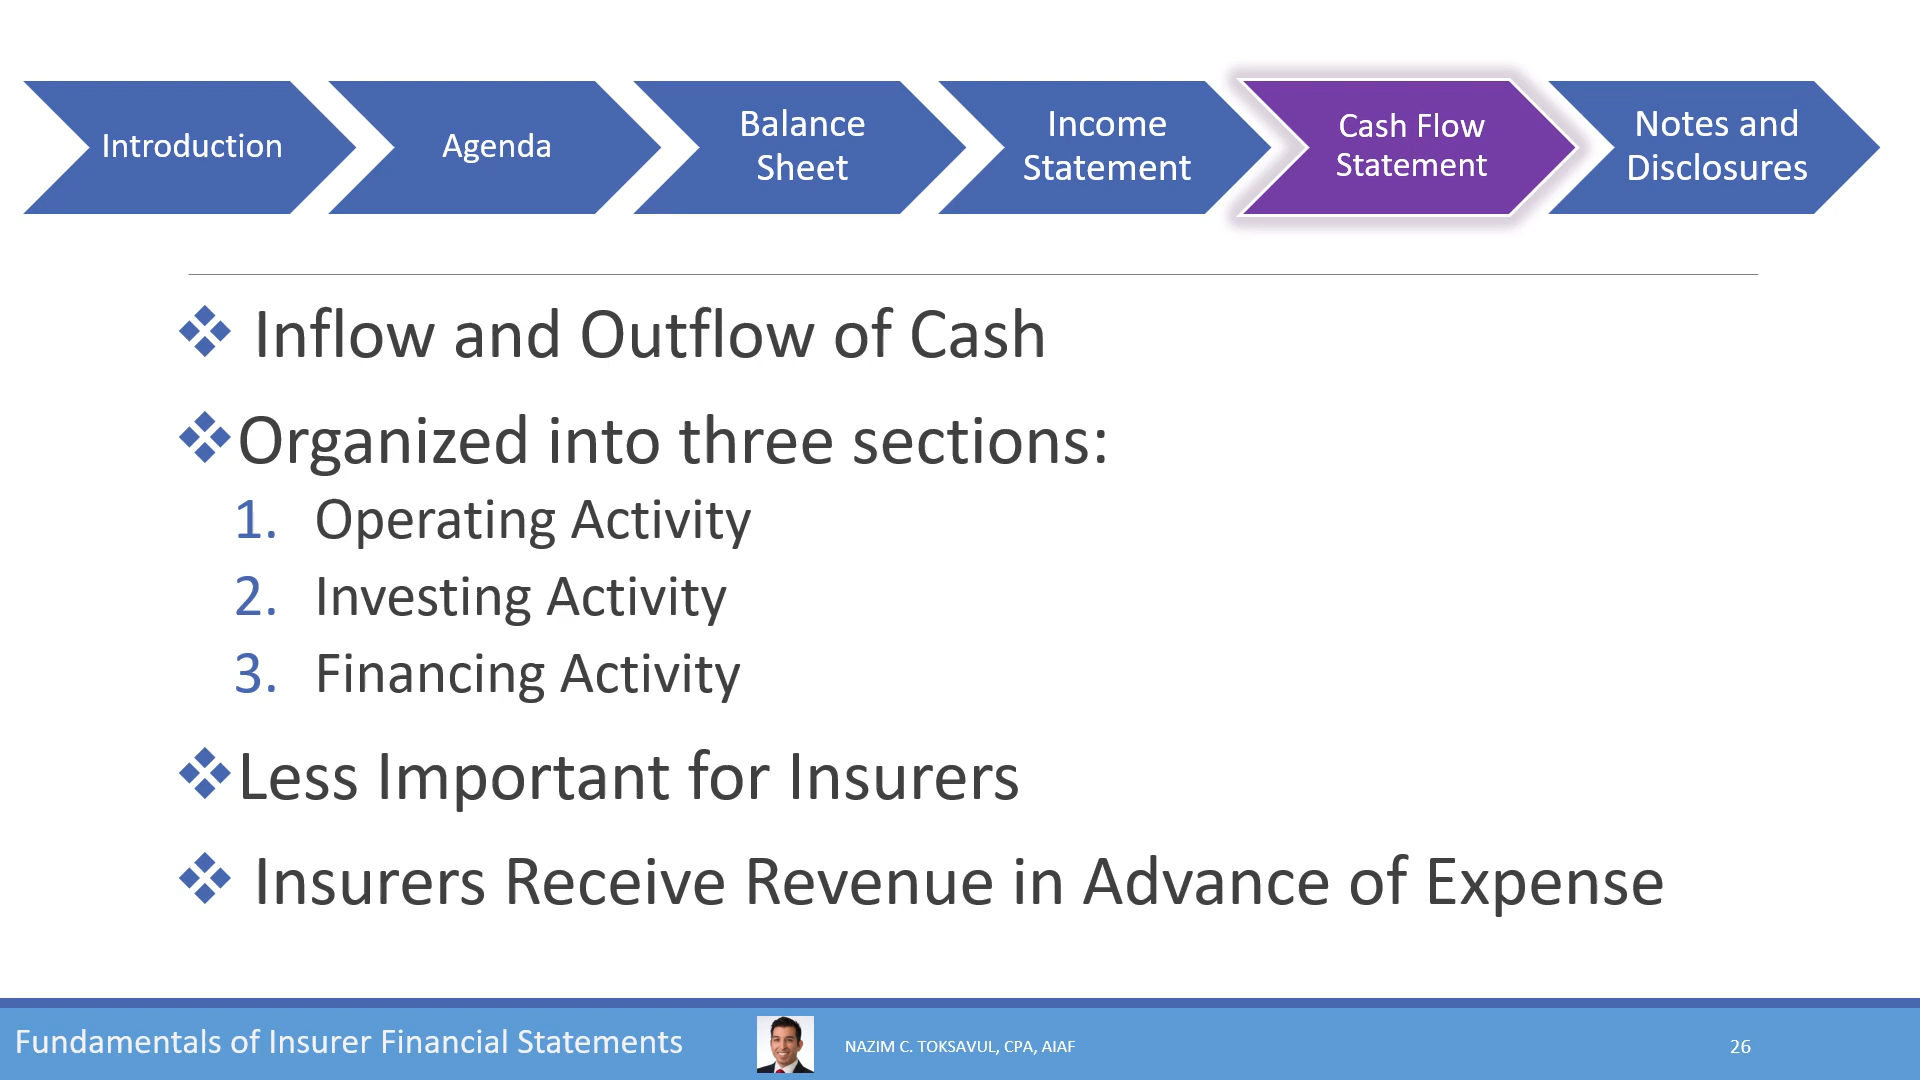 Introduction
Agenda
Balance
Sheet
Income
Statement
Cash Flow
Statement
Notes and
Disclosures
Inflow and Outflow of Cash
Organized into three sections:
1. Operating Activity
2. Investing Activity
3. Financing Activity
Less Important for Insurers
Insurers Receive Revenue in Advance of Expense
Fundamentals of Insurer Financial Statements
NAZIM C. TOKSAVUL, CPA, AIAF
26